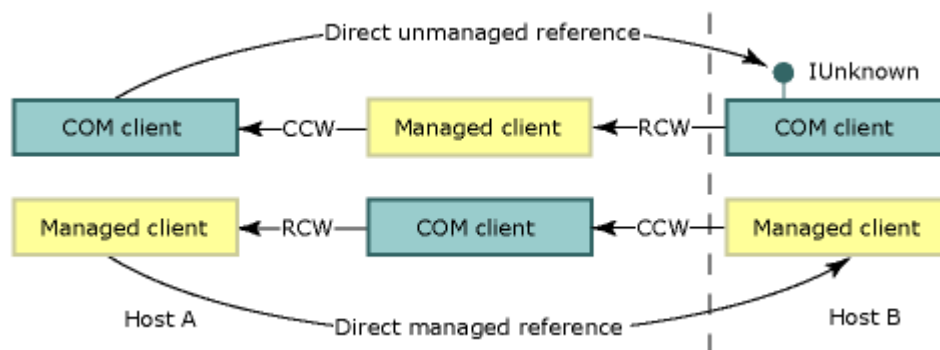 Direct unmanaged reference
IUnknown
COM client
CCW
Managed client
RCW
COM client
Managed client
RCW
COM client
CCW
Managed client
Host A
Direct managed reference
Host B